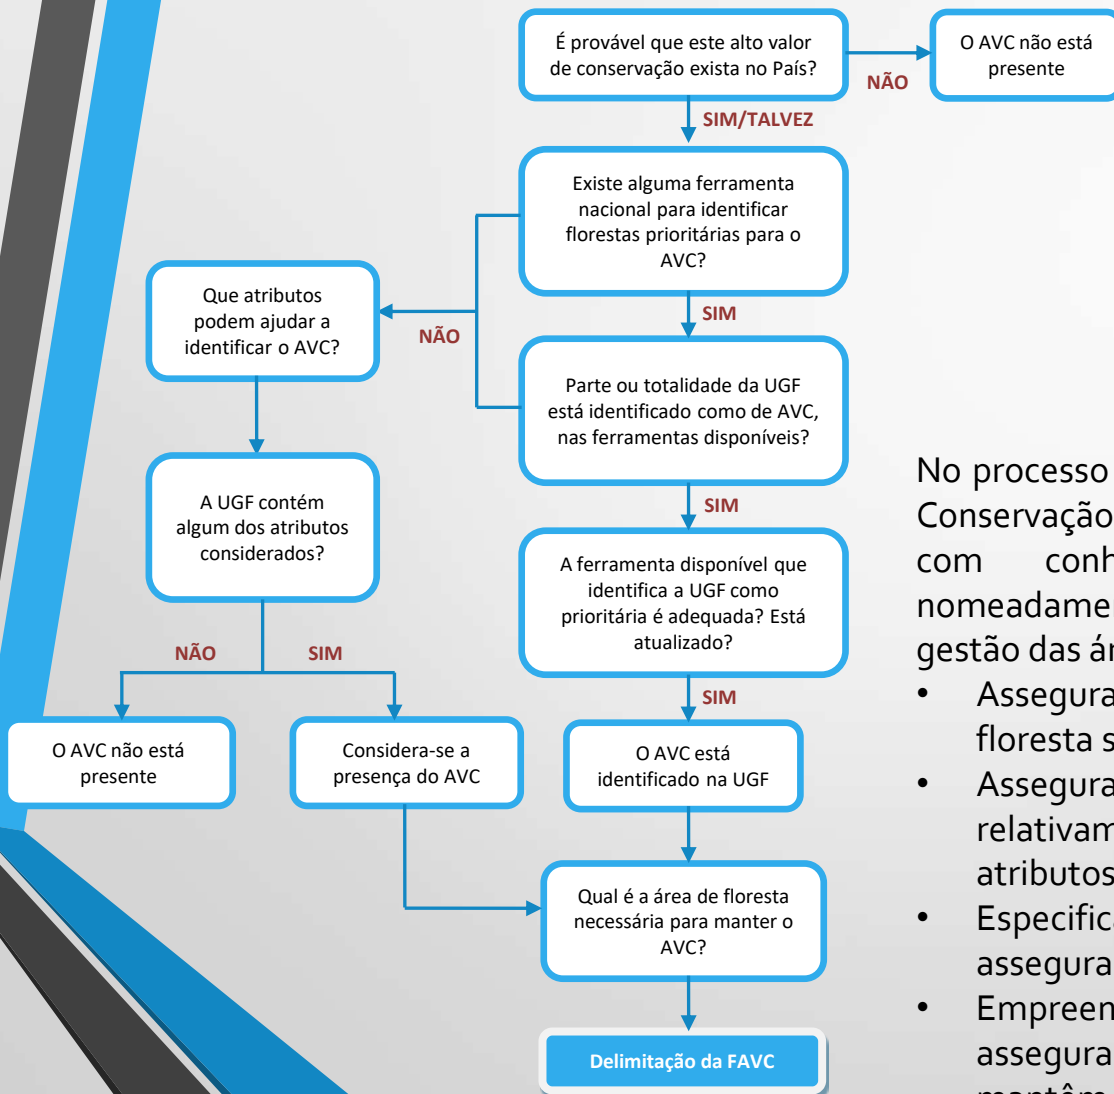 É provável que este alto valor
de conservação exista no País?
NÃO
O AVC não está
presente
SIM/TALVEZ
Existe alguma ferramenta
nacional para identificar
florestas prioritárias para o
AVC?
SIM
NÃO
Que atributos
podem ajudar a
identificar o AVC?
Parte ou totalidade da UGF
está identificado como de AVC,
nas ferramentas disponíveis?
SIM
A UGF contém
algum dos atributos
considerados?
A ferramenta disponível que
identifica a UGF como
prioritária é adequada? Está
atualizado?
NÃO
SIM
SIM
O AVC não está
presente
Considera-se a
presença do AVC
O AVC está
identificado na UGF
Qual é a área de floresta
necessária para manter o
AVC?
Delimitação da FAVC
No processo
Conservação
com
gestão das
• Assegura
floresta
• Assegura
atributos
•
assegura
•
assegura